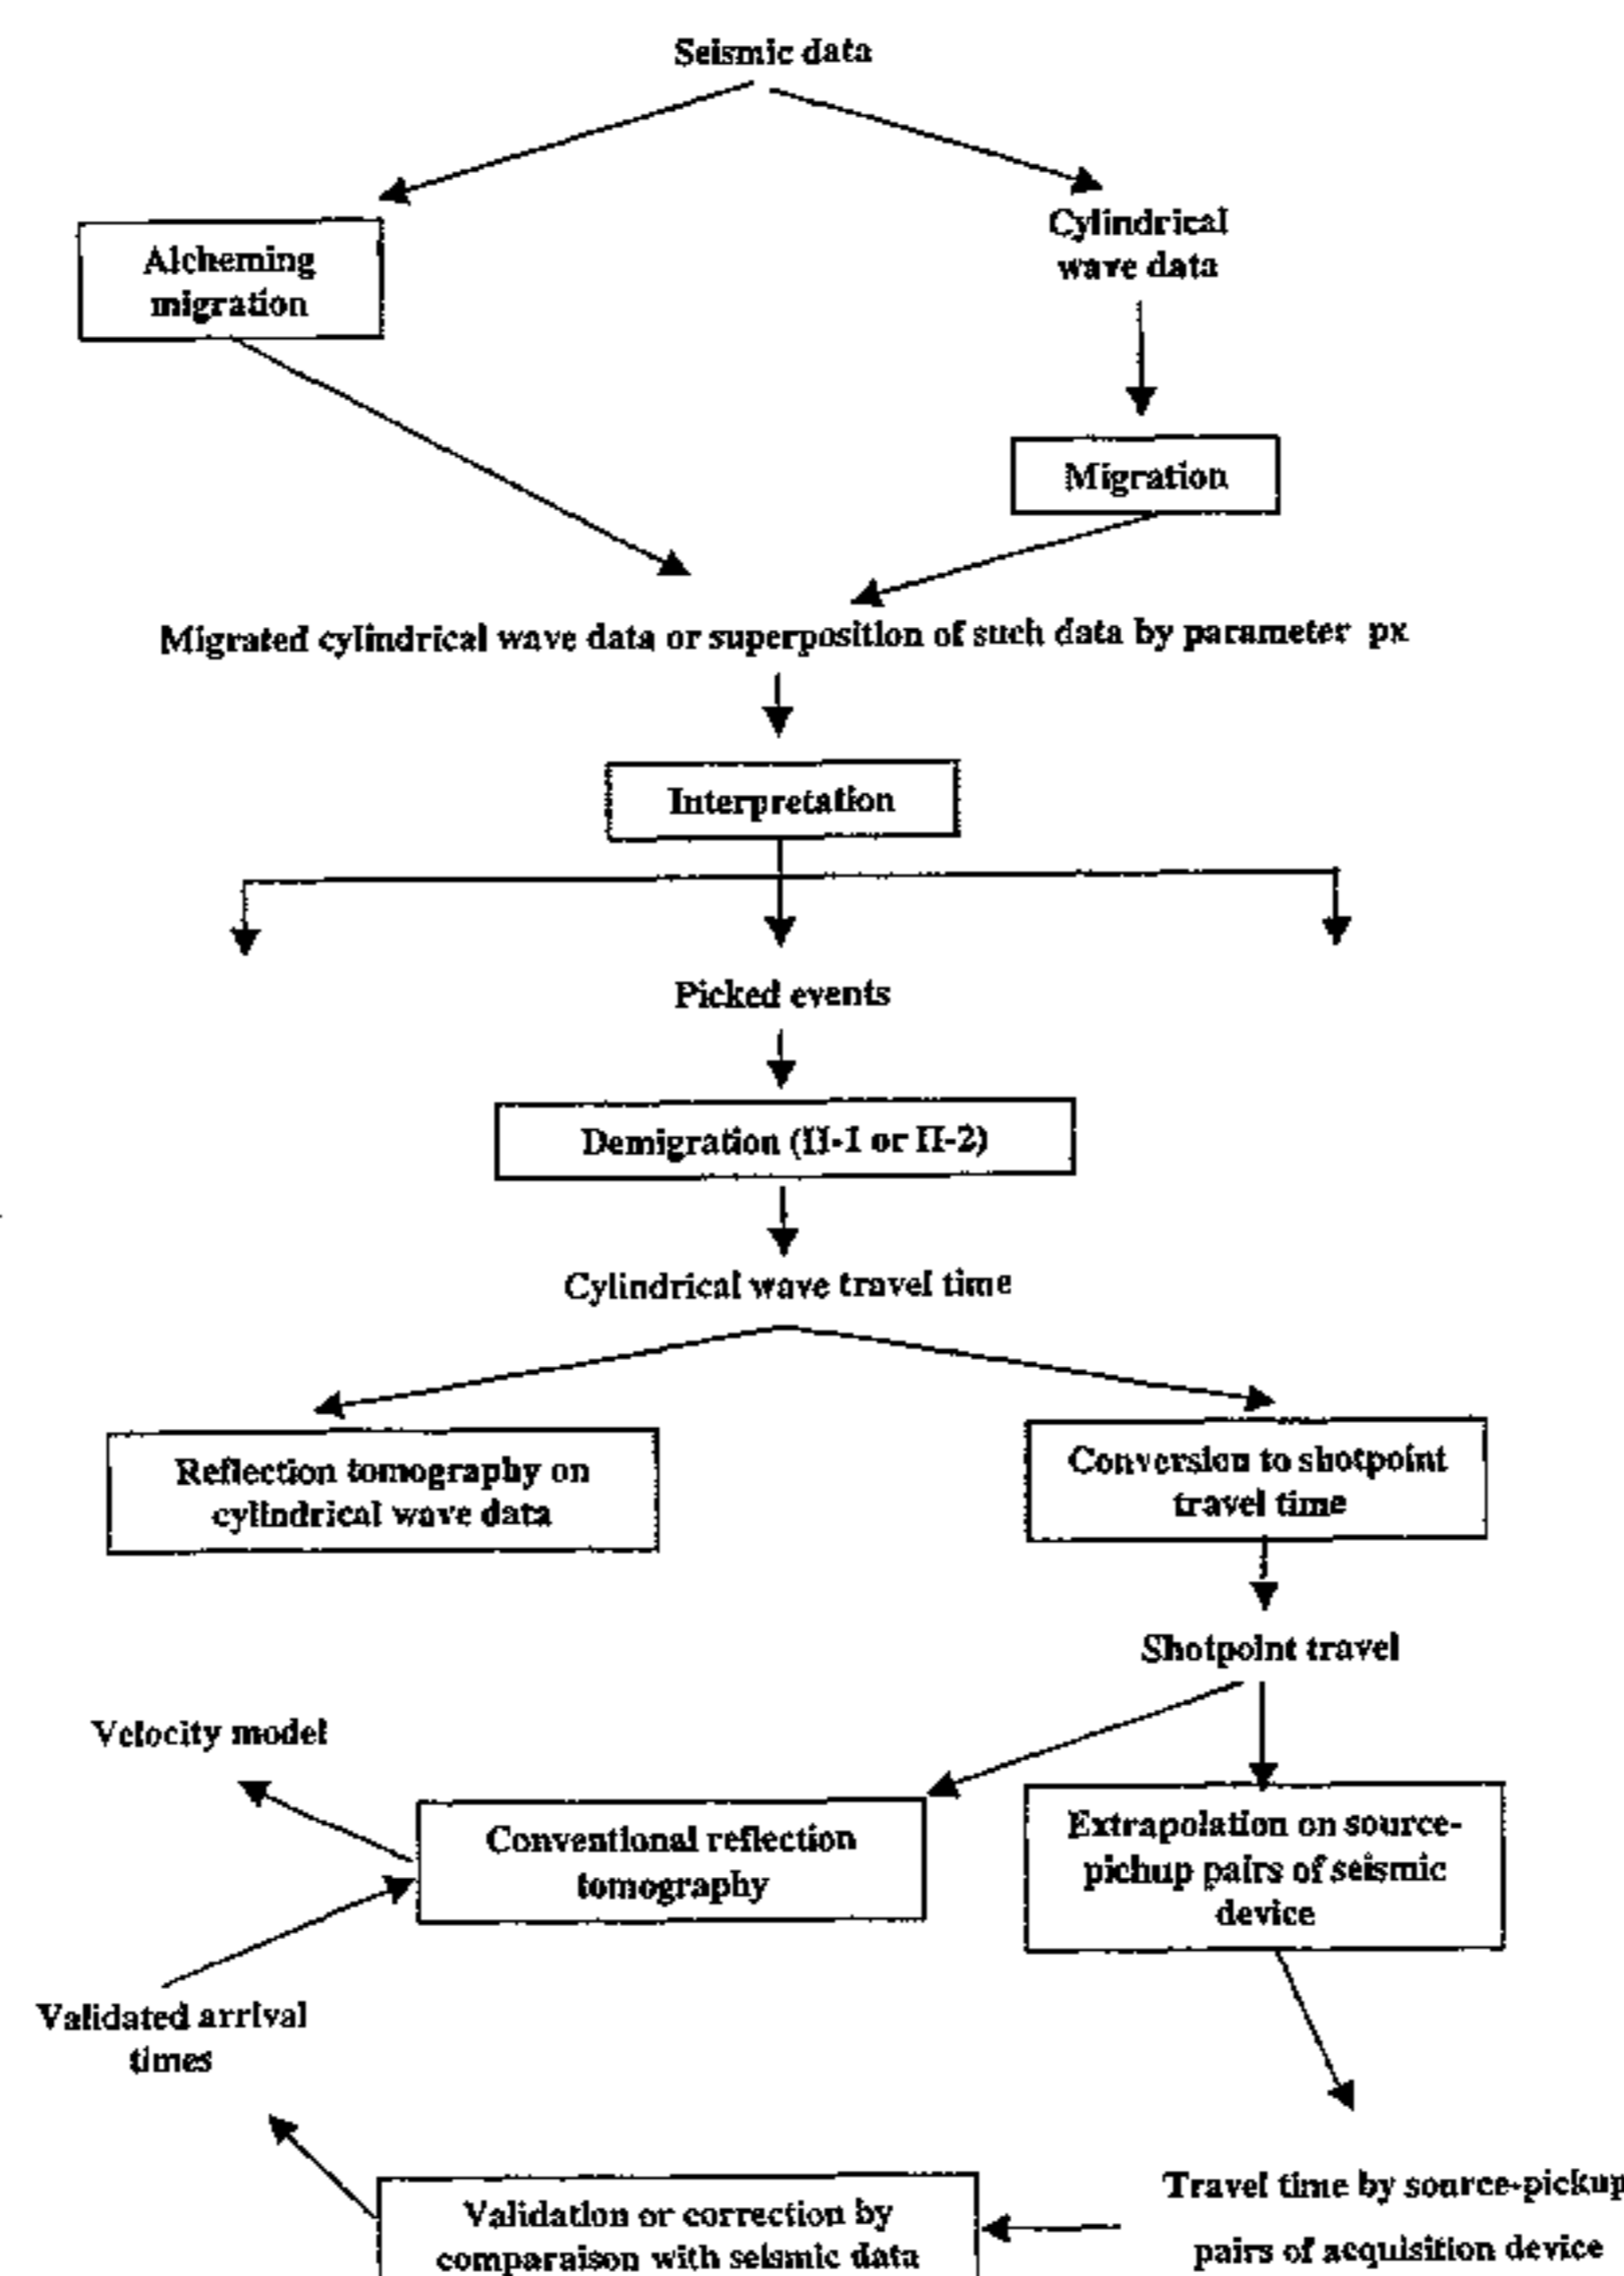 Seismic data
Alcheming
migration
Cylindrical
wave data
Migration
Migrated cylindrical wave data or superposition of such data by parameter px
Interpretation
Picked events
Demigration (II-1 or II-2)
Cylindrical wave travel time
Reflection tomography on
cylindrical wave data
Conversion to shotpoint
travel time
Shotpoint travel
Velocity model
Conventional reflection
tomography
Extrapolation on source-
pichup pairs of seismic
device
Validated arrival
times
Validation or correction by
comparaison with seismic data
Travel time by source-pickup
pairs of acquisition device